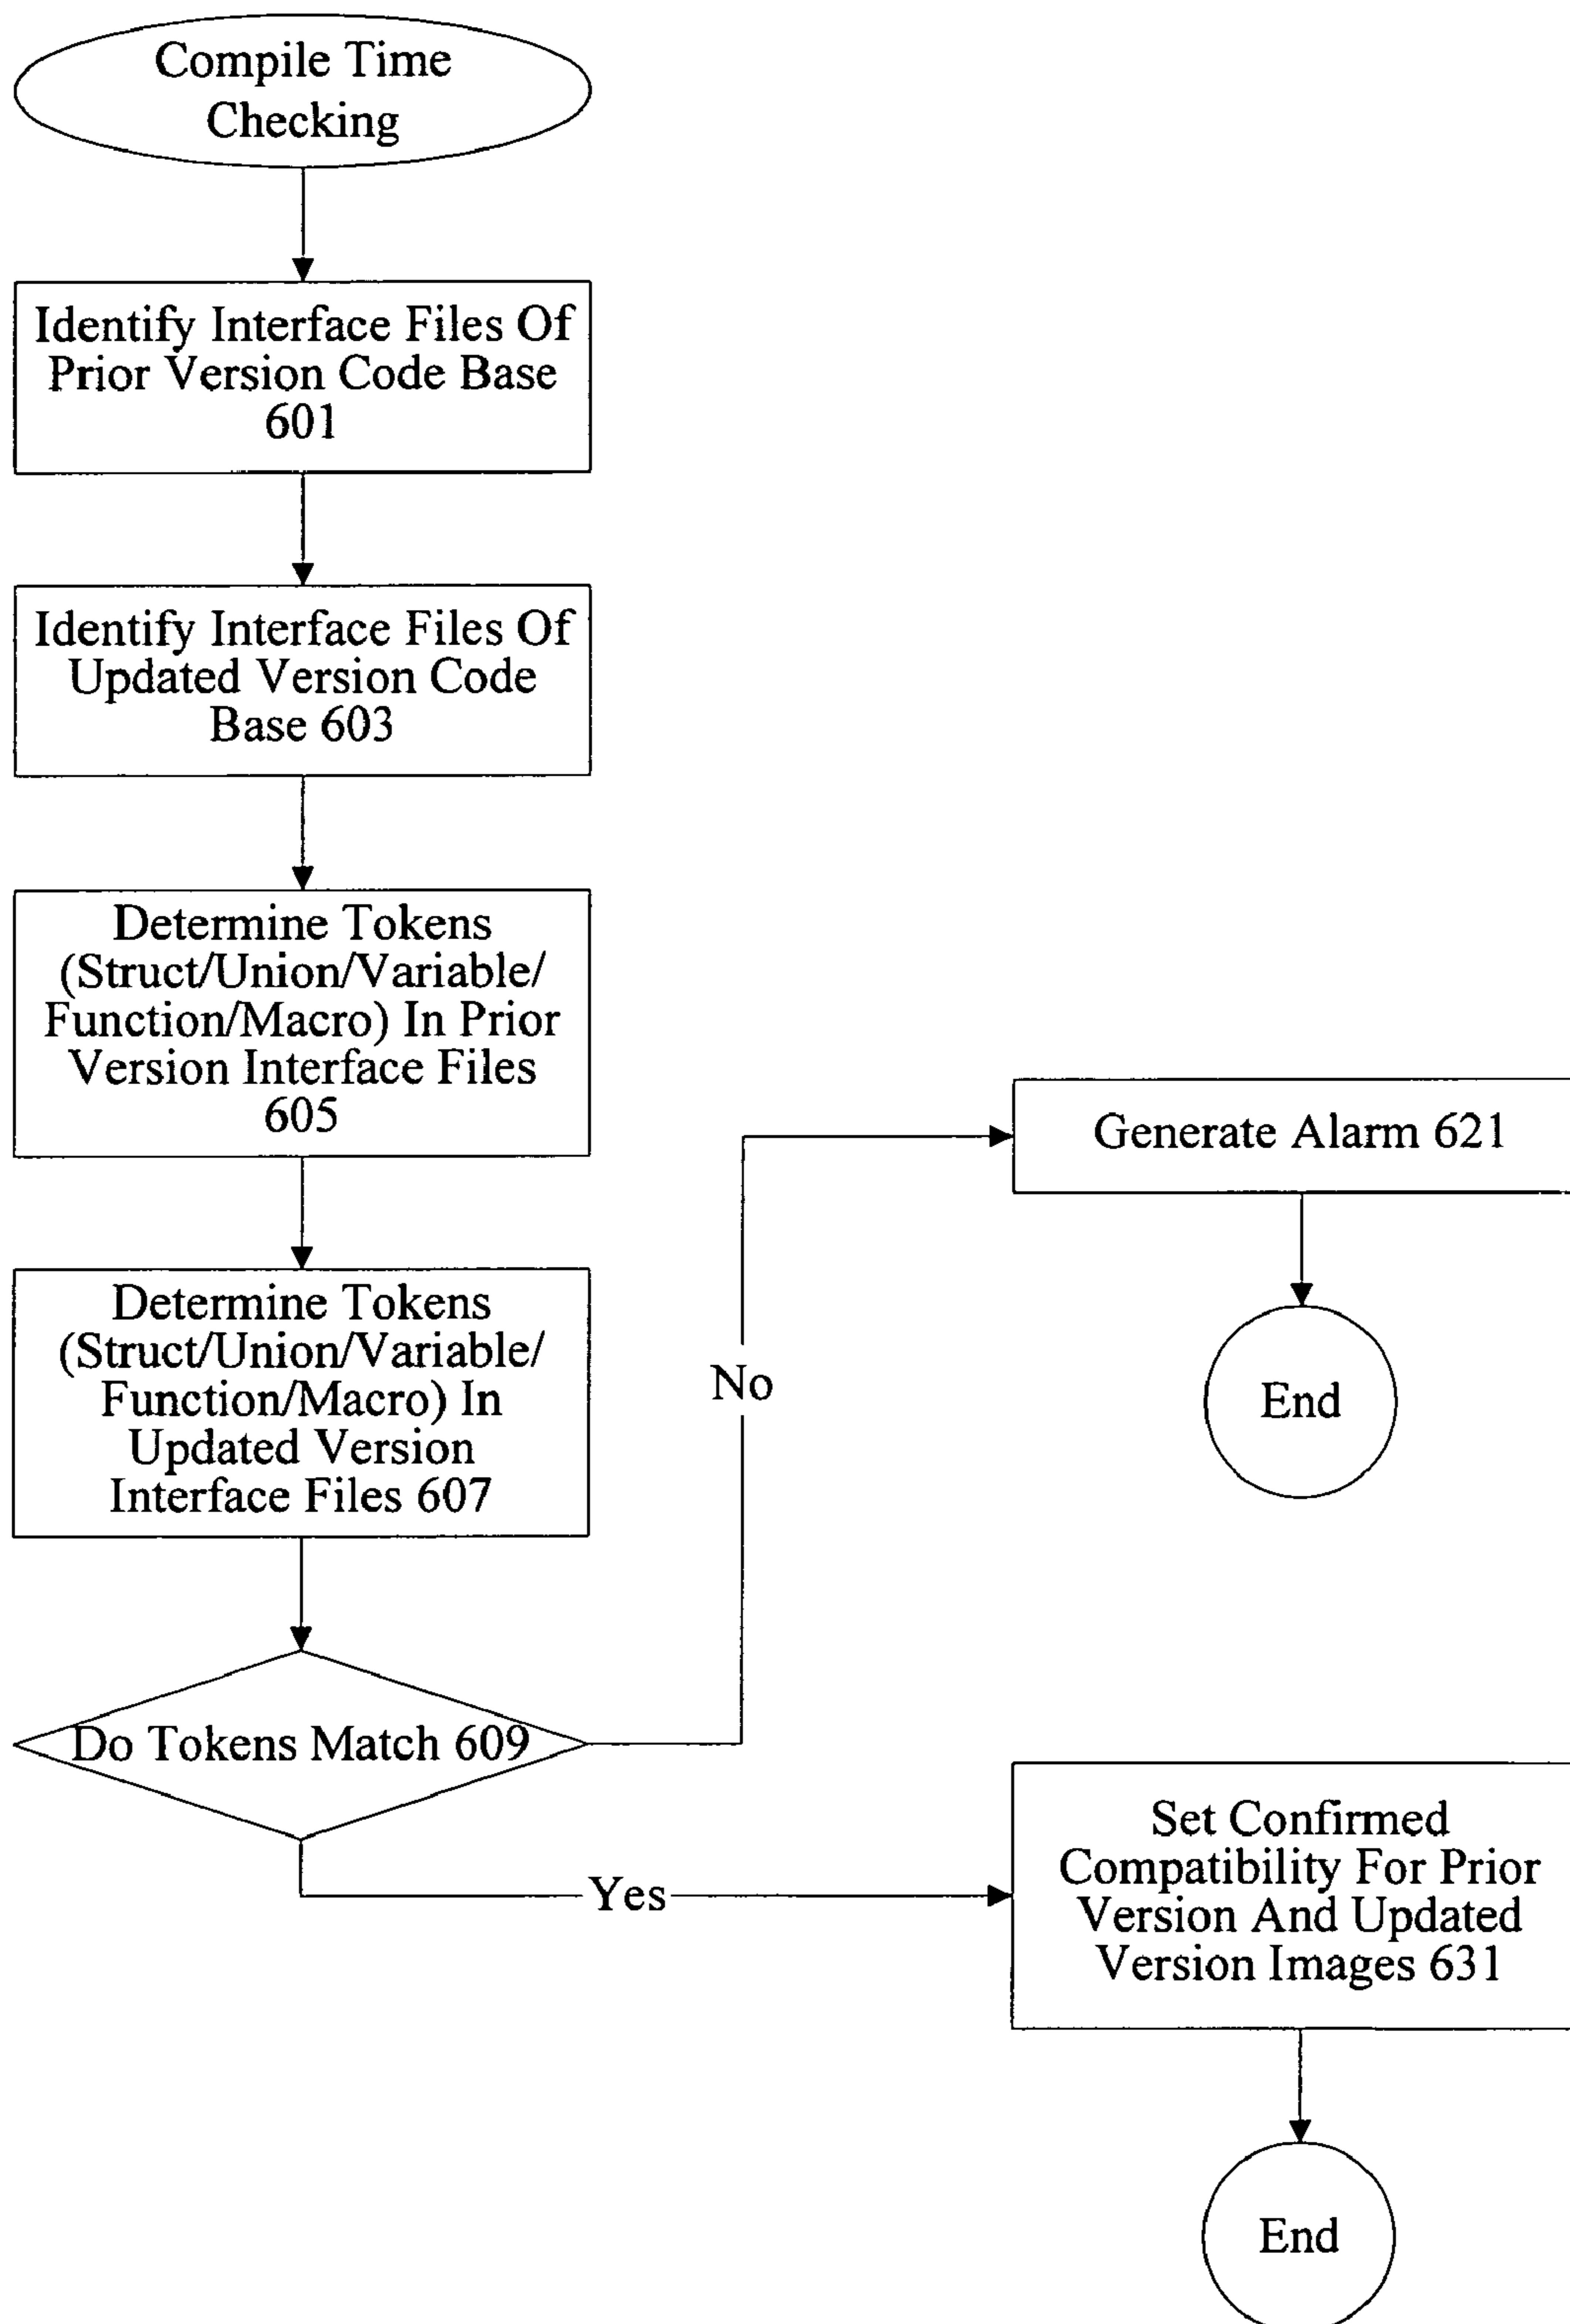 Compile Time
Checking
Identify Interface Files Of
Prior Version Code Base
601
Identify Interface Files Of
Updated Version Code
Base 603
Determine Tokens
(Struct/Union/Variable/
Function/Macro) In Prior
Version Interface Files
605
Determine Tokens
(Struct/Union/Variable/
Function/Macro) In
Updated Version
Interface Files 607
Do Tokens Match 609
No
Generate Alarm 621
End
Yes
Set Confirmed
Compatibility For Prior
Version And Updated
Version Images 631
End